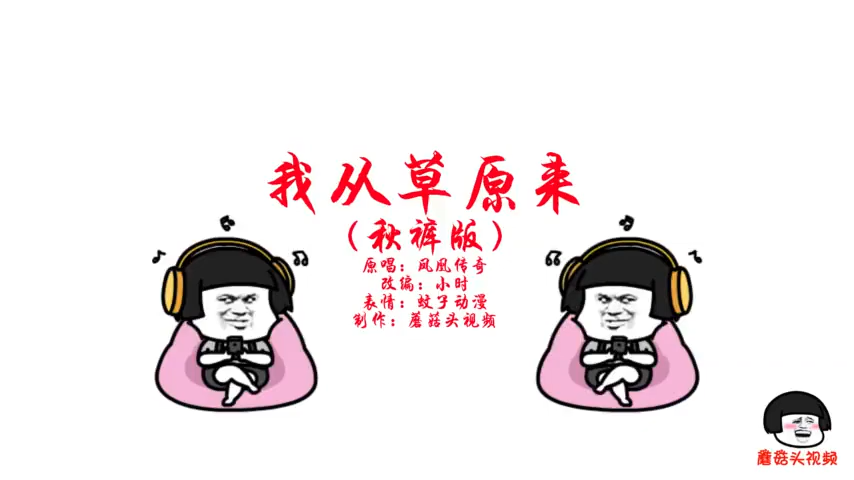 我从草原来
（秋裤版）
原唱：凤凰传奇
改编：小时
表情：蚊子动漫
制作：蘑菇头视频
蘑菇头视频